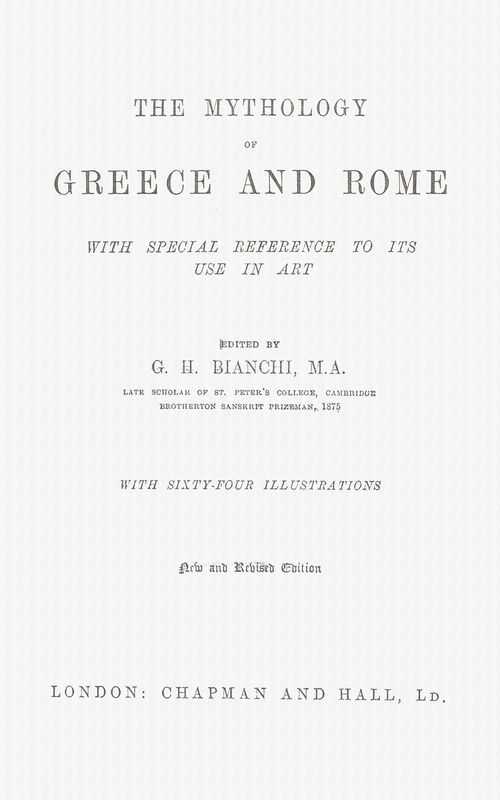 THE MYTHOLOGY
OF
GREECE AND ROME
WITH SPECIAL REFERENCE TO ITS
USE IN ART
EDITED BY
G. H. BIANCHI, M.A.
LATE SCHOLAR OF ST. PETER'S COLLEGE, CAMBRIDGE
BROTHERTON SANSKRIT PRIZEMAN, 1875
WITH SIXTY-FOUR ILLUSTRATIONS
New and Revised Edition
LONDON: CHAPMAN AND HALL, LD.